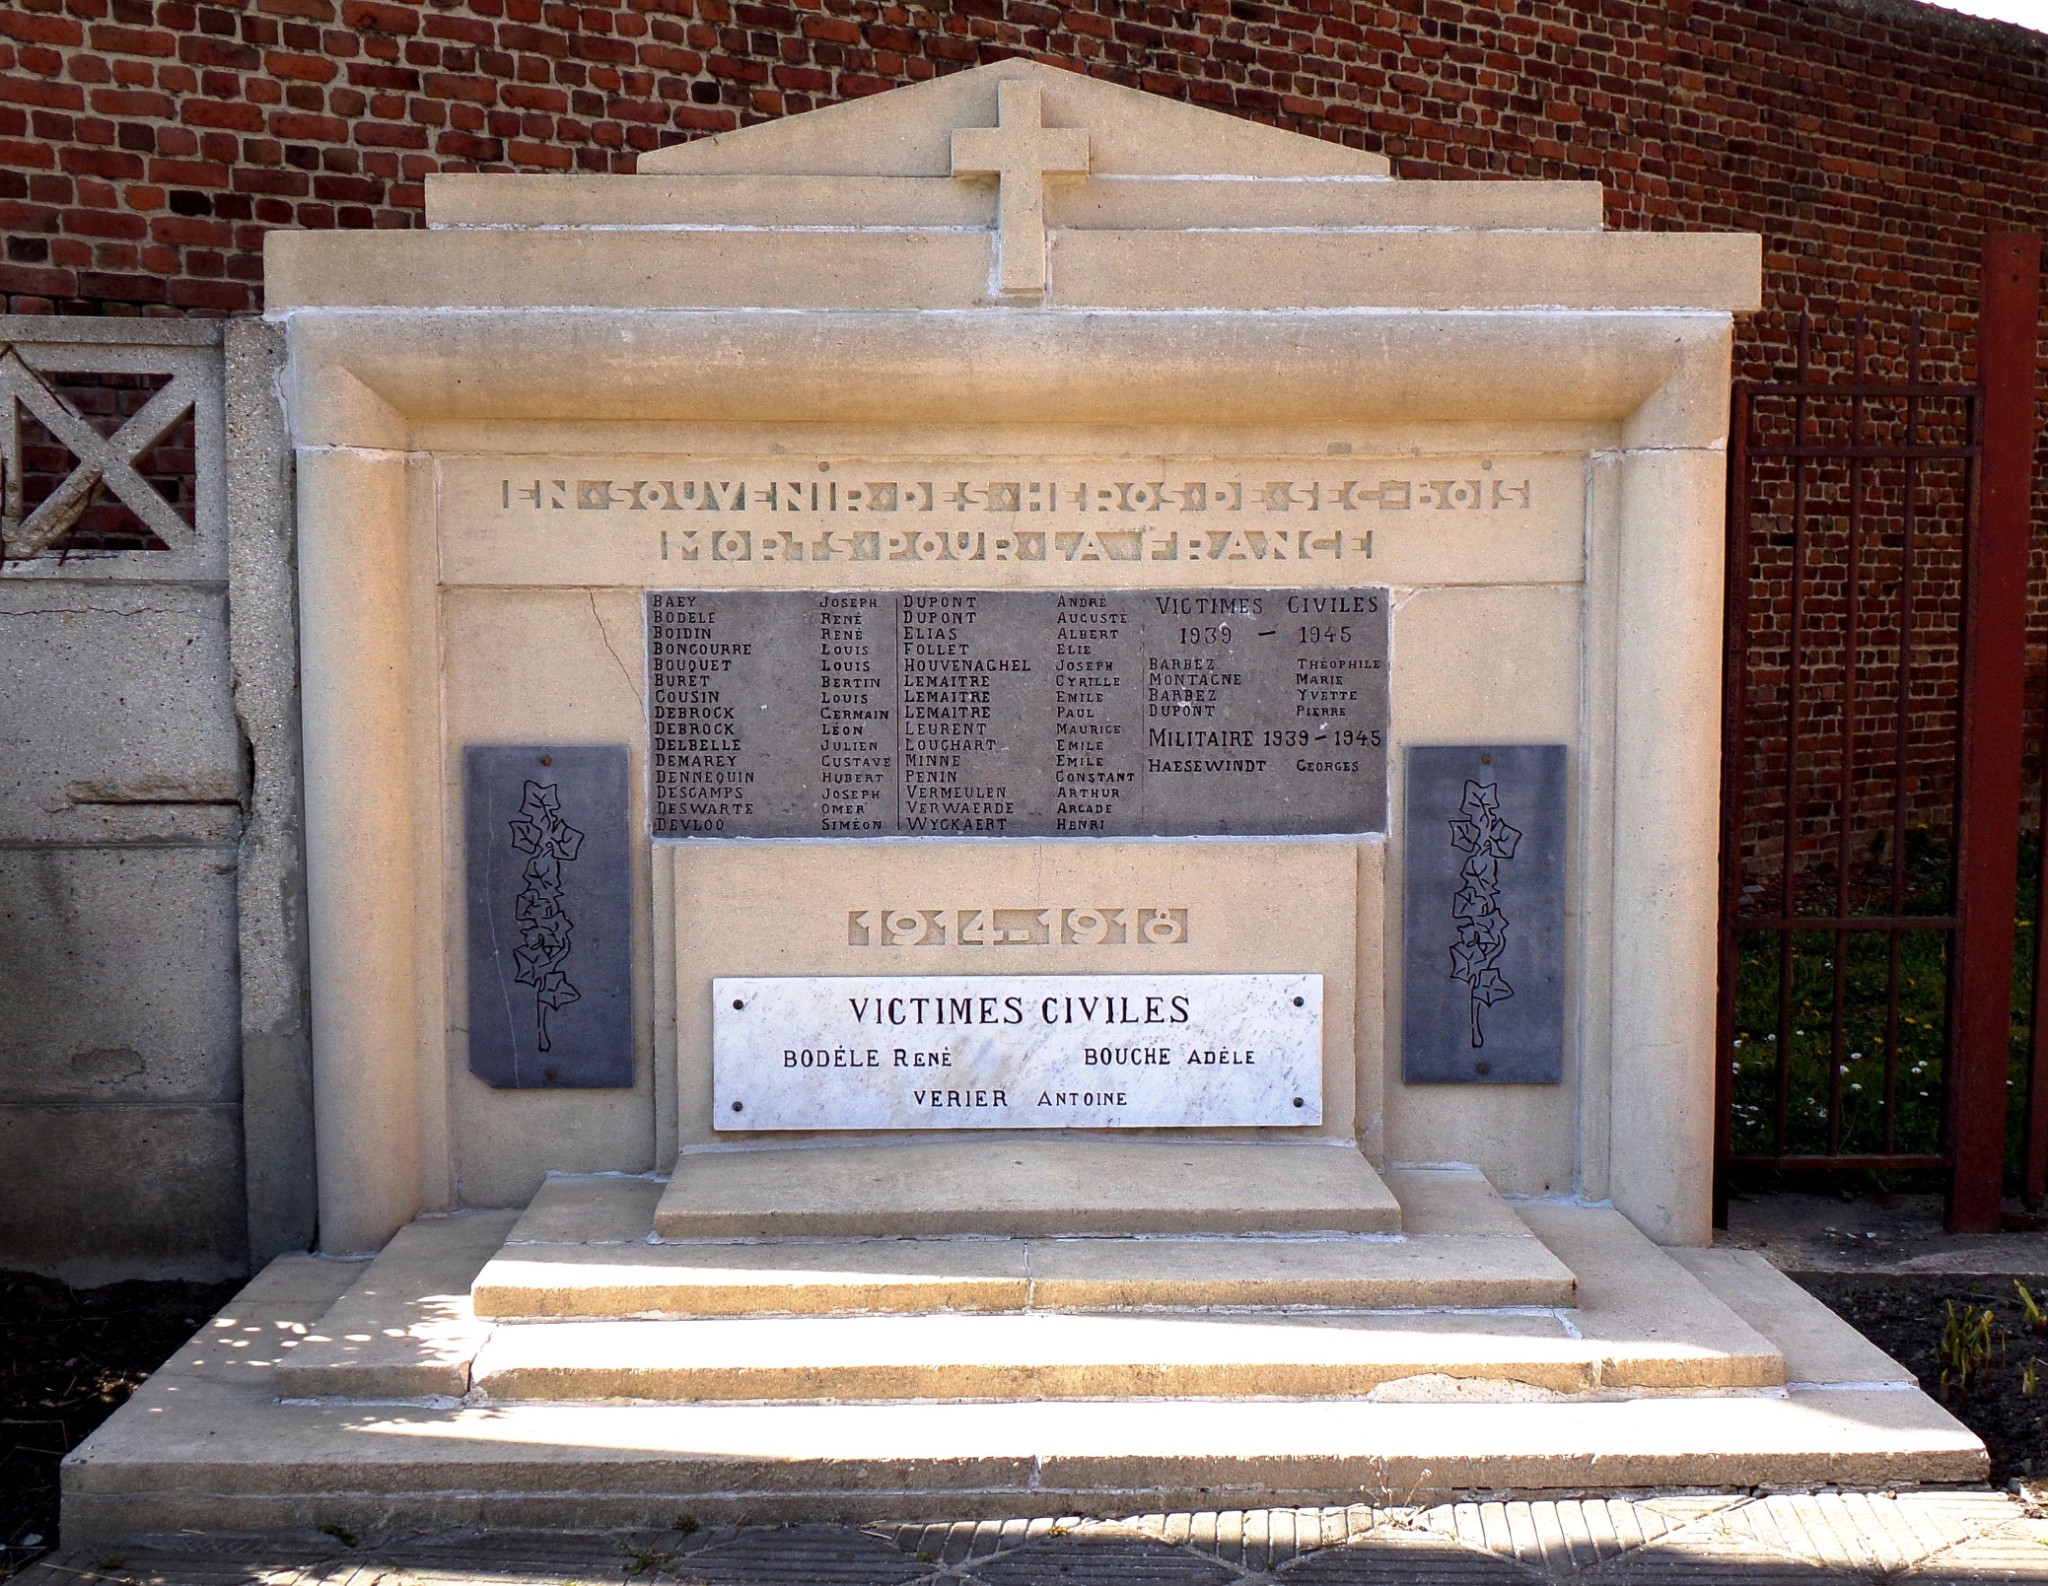 EN SOUVENIR DES HEROS DE SEC-BOIS
MORTS POUR LA FRANCE
BAEY JOSEPH
BODELE RENÉ
BOIDIN RENÉ
BONCOURRE LOUIS
BOUQUET LOUIS
BURET BERTIN
COUSIN LOUIS
DEBROCK GERMAIN
DEBROCK LÉON
DELBELLE JULIEN
DEMAREY GUSTAVE
DENNEQUIN HUBERT
DESCAMPS JOSEPH
DESWARTE OMER
DEVLOO SIMÉON
DUPONT ANDRÉ
DUPONT AUGUSTE
ELIAS ALBERT
FOLLET ELIE
HOUVENAGHEL JOSEPH
LEMAITRE CYRILLE
LEMAITRE EMILE
LEMAITRE PAUL
LEURENT MAURICE
LOUCHART EMILE
MINNE EMILE
PENIN CONSTANT
VERMEULEN ARTHUR
VERWAERDE ARCADE
WYCKAERT HENRI
VICTIMES CIVILES
1939 – 1945
BARBEZ THÉOPHILE
MONTAGNE MARIE
BARBEZ YVETTE
DUPONT PIERRE
MILITAIRE 1939-1945
HAESEWINDT GEORGES
1914-1918
VICTIMES CIVILES
BODÉLE RENÉ BOUCHE ADÉLE
VERIER ANTOINE